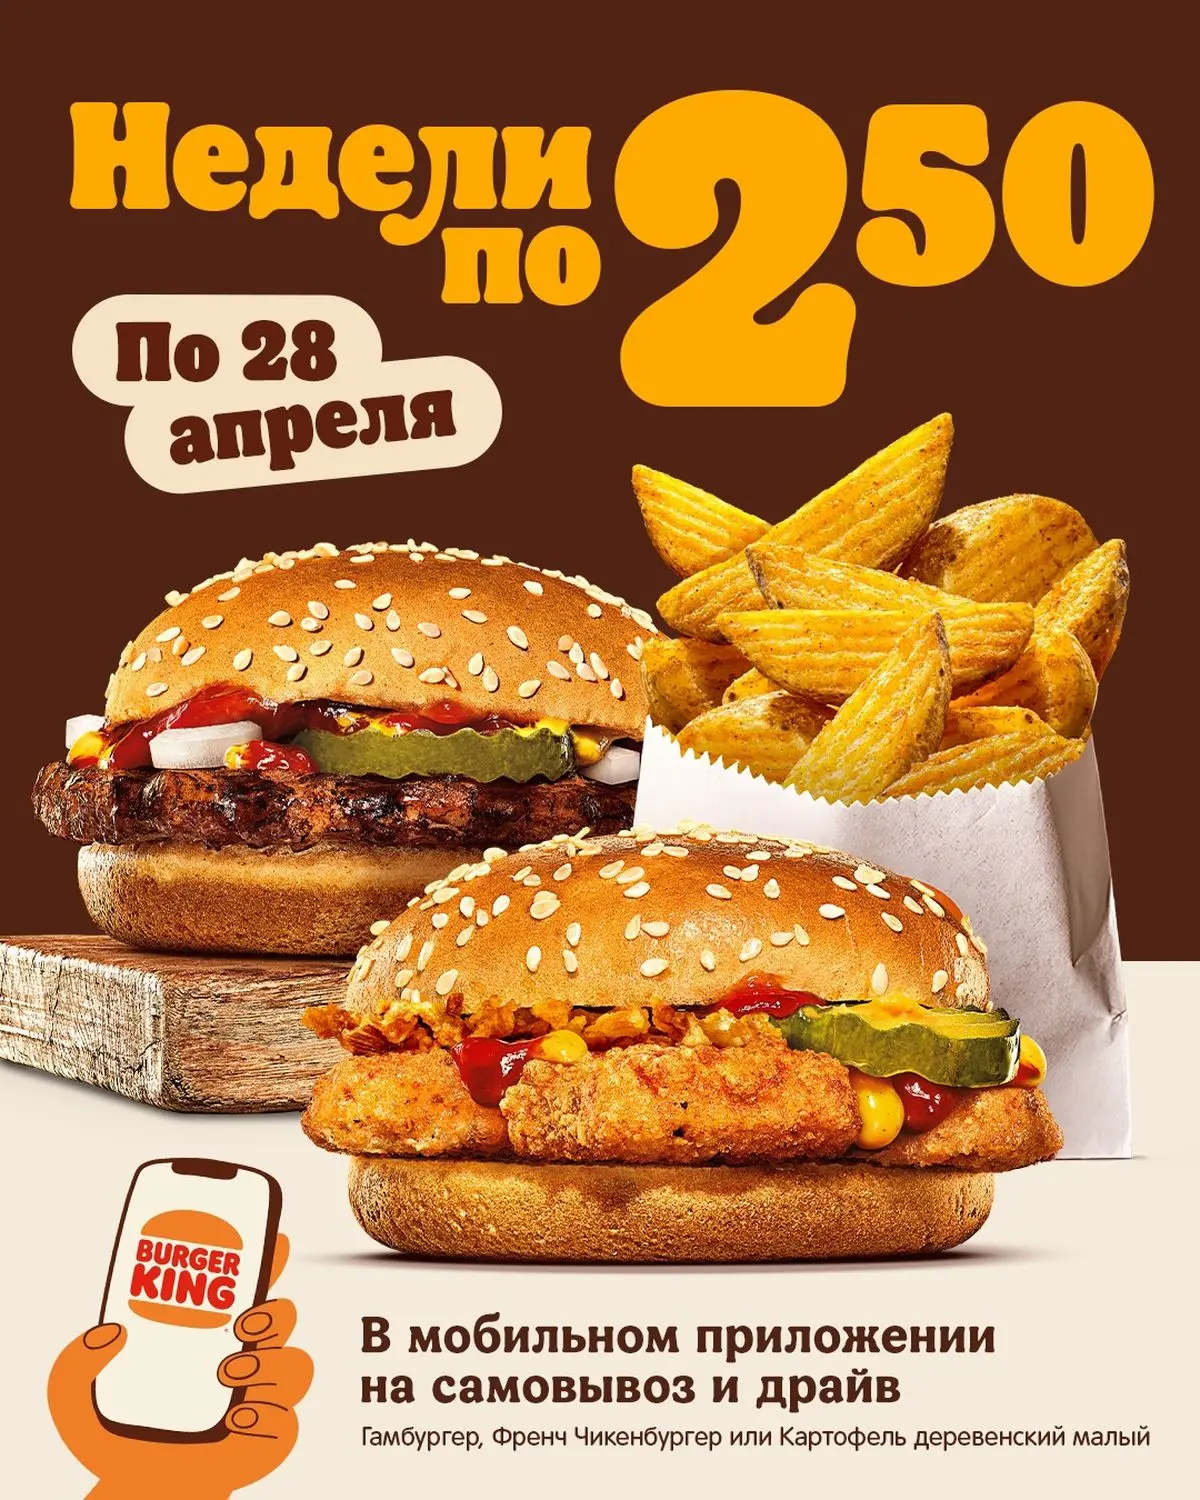 Недели
по 2 50
По 28
апреля
BURGER
KING
В мобильном приложении
на самовывоз и драйв
Гамбургер, Френч Чикенбургер или Картофель деревенский малый